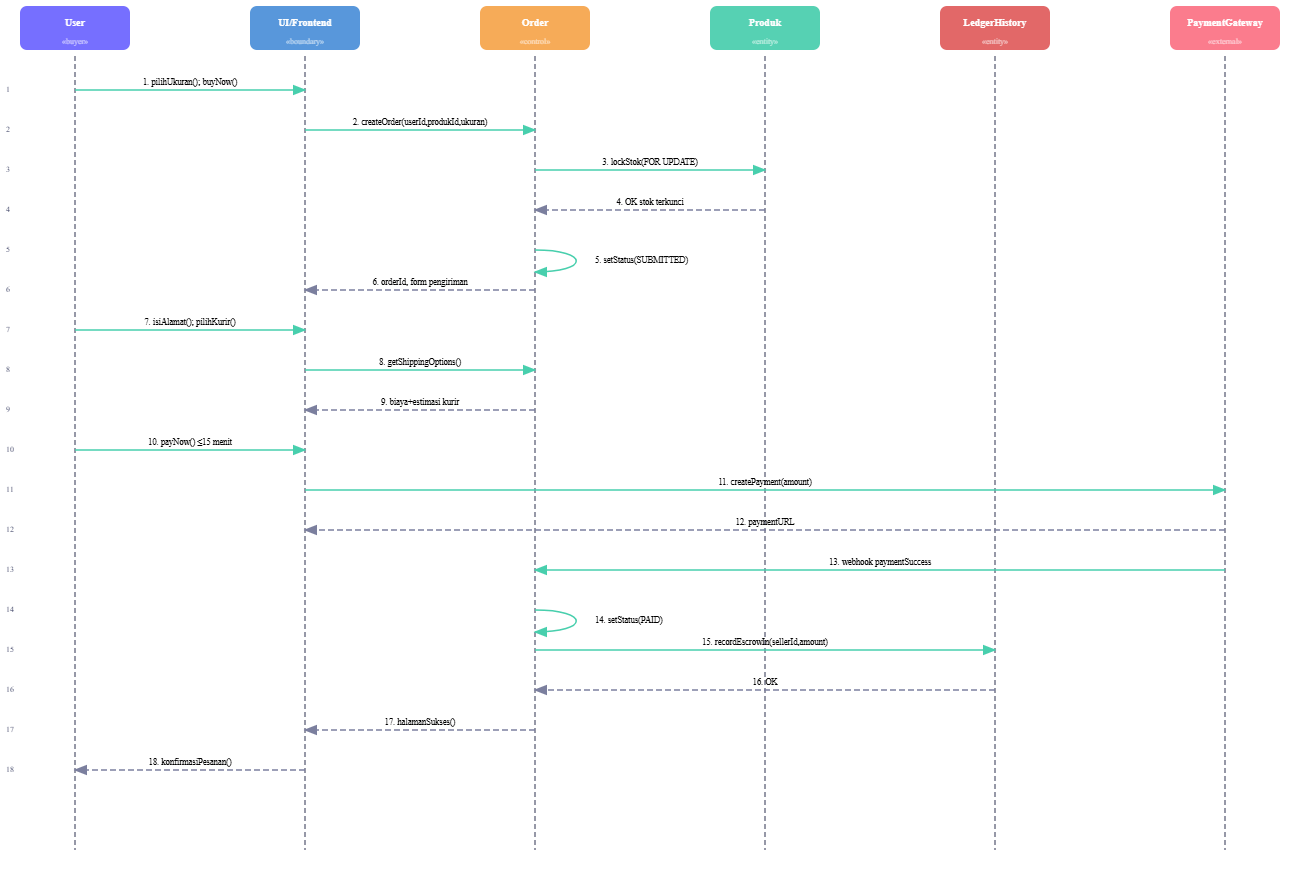 User
«buyer»
UI/Frontend
«boundary»
Order
«control»
Produk
«entity»
LedgerHistory
«entity»
PaymentGateway
«external»
1
1. pilihUkuran(); buyNow()
2
2. createOrder(userId,produkId,ukuran)
3
3. lockStok(FOR UPDATE)
4
4. OK stok terkunci
5
5. setStatus(SUBMITTED)
6
6. orderId, form pengiriman
7
7. isiAlamat(); pilihKurir()
8
8. getShippingOptions()
9
9. biaya+estimasi kurir
10
10. payNow() ≤15 menit
11
11. createPayment(amount)
12
12. paymentURL
13
13. webhook paymentSuccess
14
14. setStatus(PAID)
15
15. recordEscrowIn(sellerId,amount)
16
16. OK
17
17. halamanSukses()
18
18. konfirmasiPesanan()